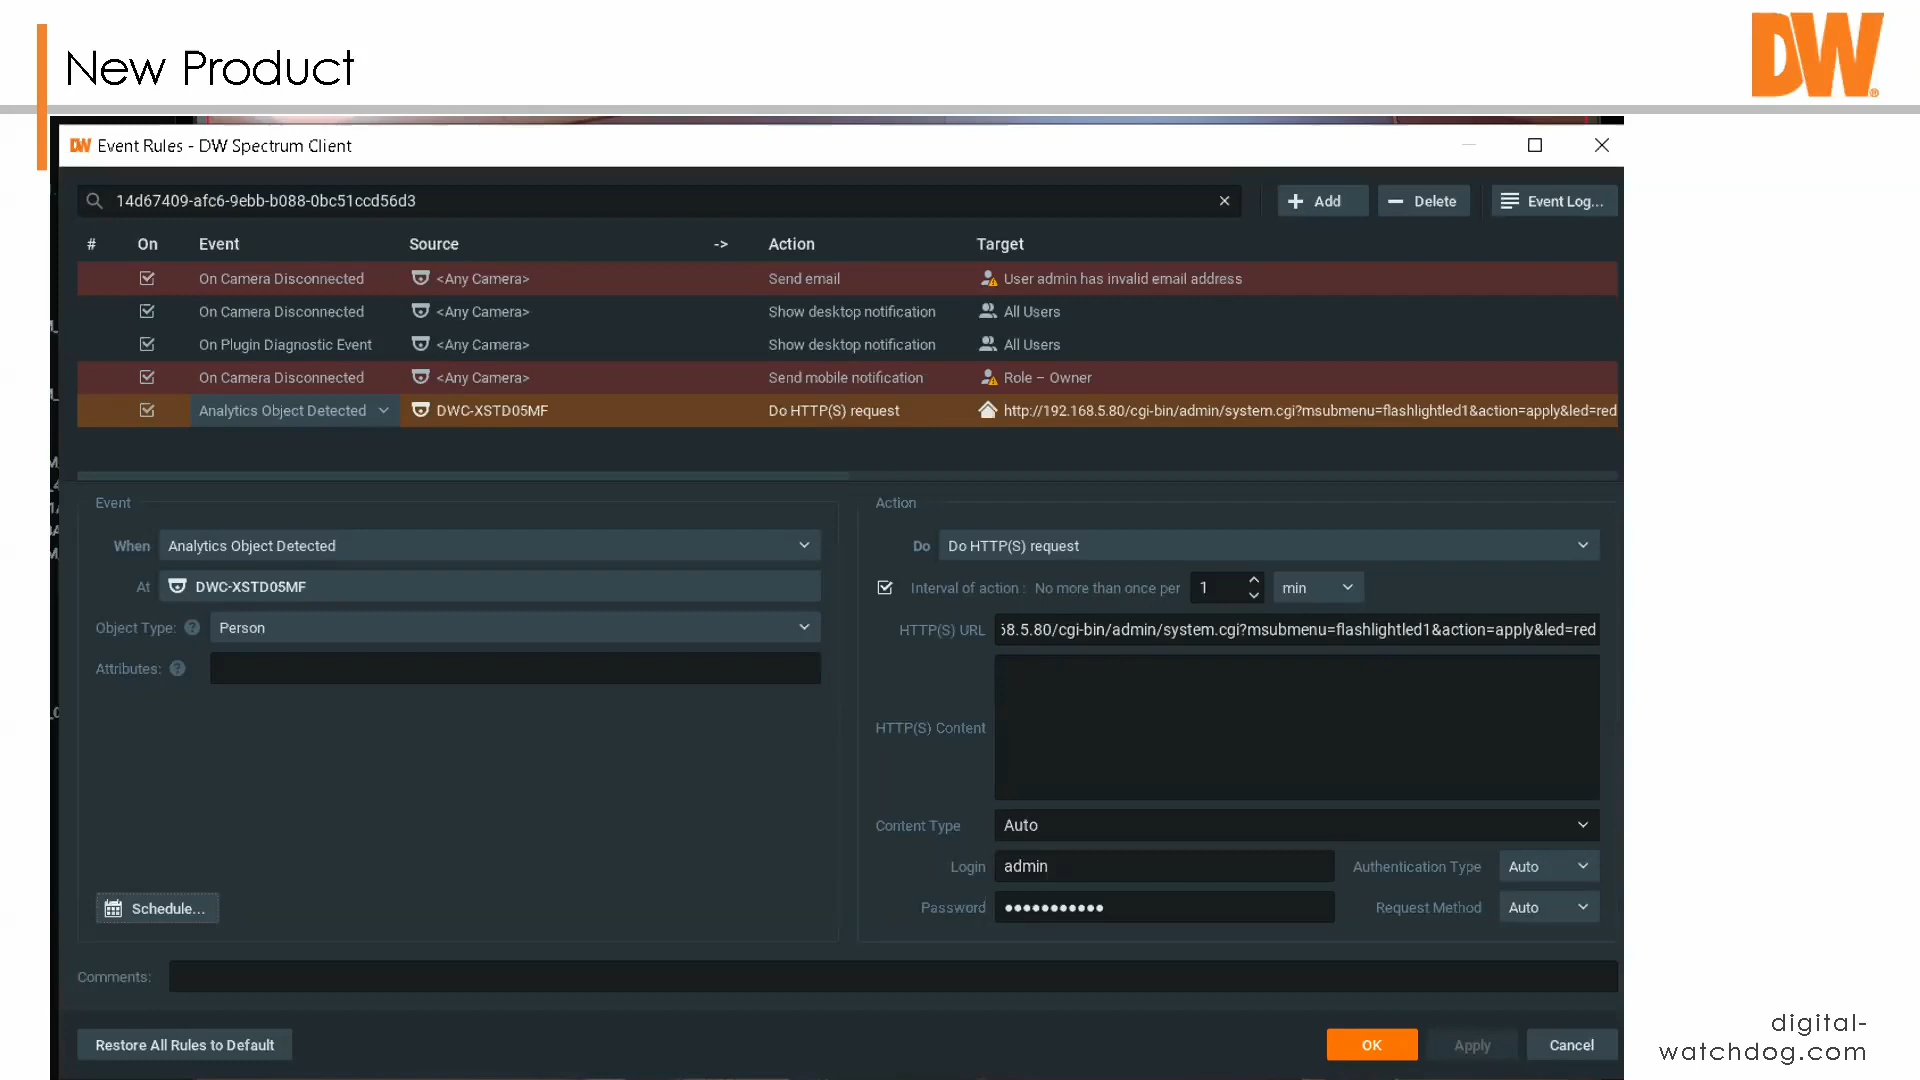 New Product
DW
DW Event Rules - DW Spectrum Client
14d67409-afc6-9ebb-b088-0bc51ccd56d3
Add
Delete
Event Log...
# On Event Source -> Action Target
On Camera Disconnected <Any Camera> Send email User admin has invalid email address
On Camera Disconnected <Any Camera> Show desktop notification All Users
On Plugin Diagnostic Event <Any Camera> Show desktop notification All Users
On Camera Disconnected <Any Camera> Send mobile notification Role – Owner
Analytics Object Detected DWC-XSTD05MF Do HTTP(S) request http://192.168.5.80/cgi-bin/admin/system.cgi?msubmenu=flashlightled1&action=apply&led=red
Event
When Analytics Object Detected
At DWC-XSTD05MF
Object Type: ? Person
Attributes: ?
Schedule...
Action
Do Do HTTP(S) request
Interval of action : No more than once per 1 min
HTTP(S) URL 68.5.80/cgi-bin/admin/system.cgi?msubmenu=flashlightled1&action=apply&led=red
HTTP(S) Content
Content Type Auto
Login admin Authentication Type Auto
Password ●●●●●●●●●●● Request Method Auto
Comments:
Restore All Rules to Default
OK
Apply
Cancel
digital-
watchdog.com